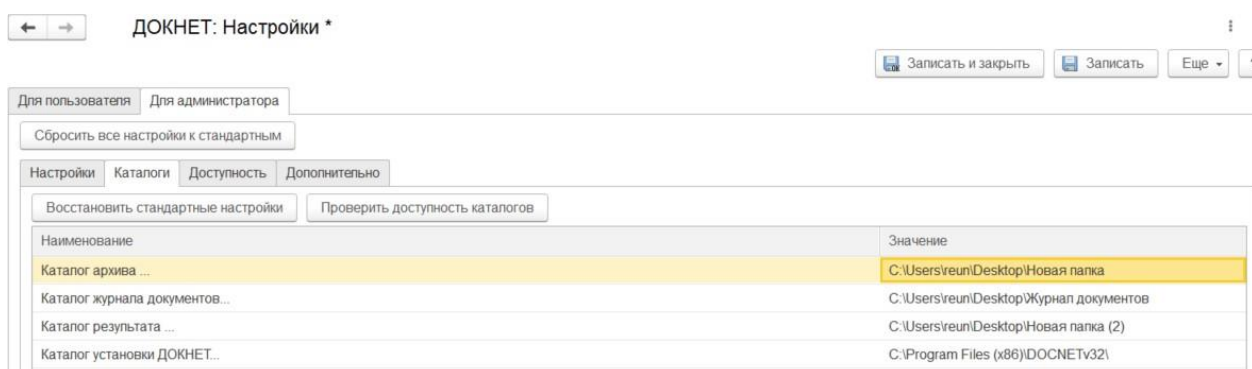 ДОКНЕТ: Настройки *
Записать и закрыть Записать Еще
Для пользователя Для администратора
Сбросить все настройки к стандартным
Настройки Каталоги Доступность Дополнительно
Восстановить стандартные настройки Проверить доступность каталогов
Наименование Значение
Каталог архива ... C:\Users\reun\Desktop\Новая папка
Каталог журнала документов... C:\Users\reun\Desktop\Журнал документов
Каталог результата ... C:\Users\reun\Desktop\Новая папка (2)
Каталог установки ДОКНЕТ... C:\Program Files (x86)\DOCNETv32\